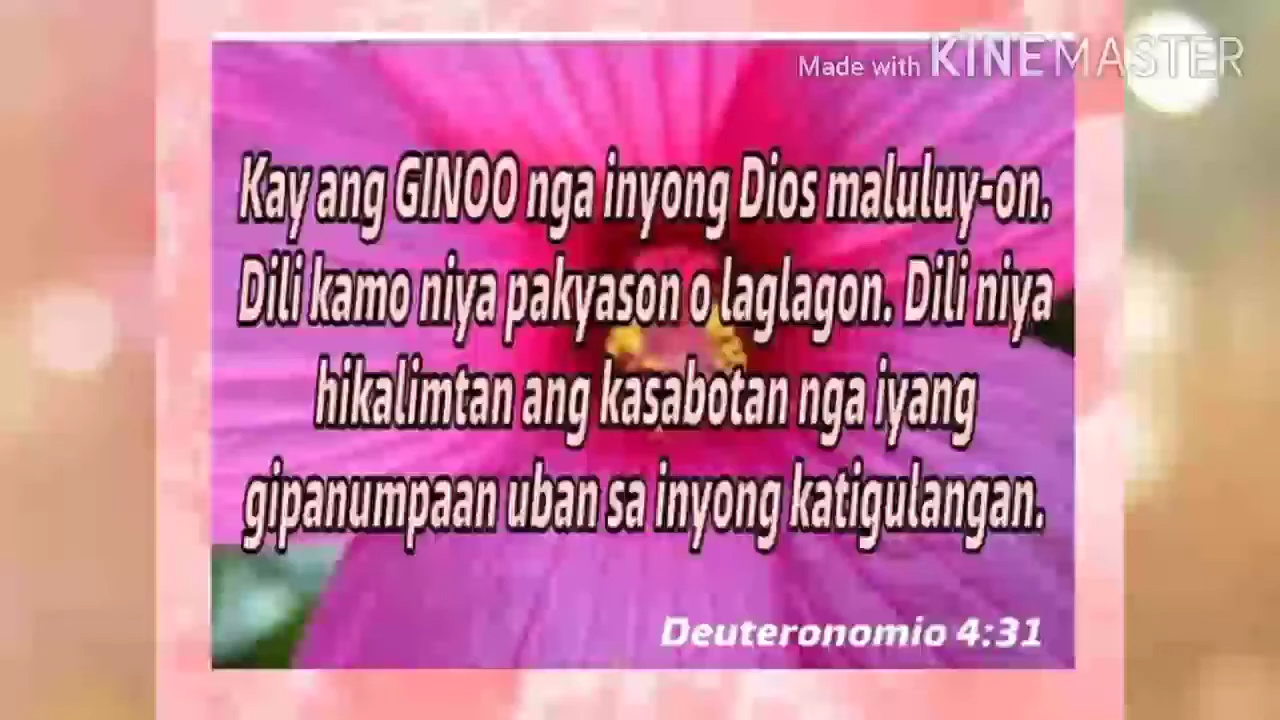 Made with KINEMASTER
Kay ang GINOO nga inyong Dios maluluy-on.
Dili kamo niya pakyason o laglagon. Dili niya
hikalimtan ang kasabotan nga iyang
gipanumpaan uban sa inyong katigulangan.
Deuteronomio 4:31